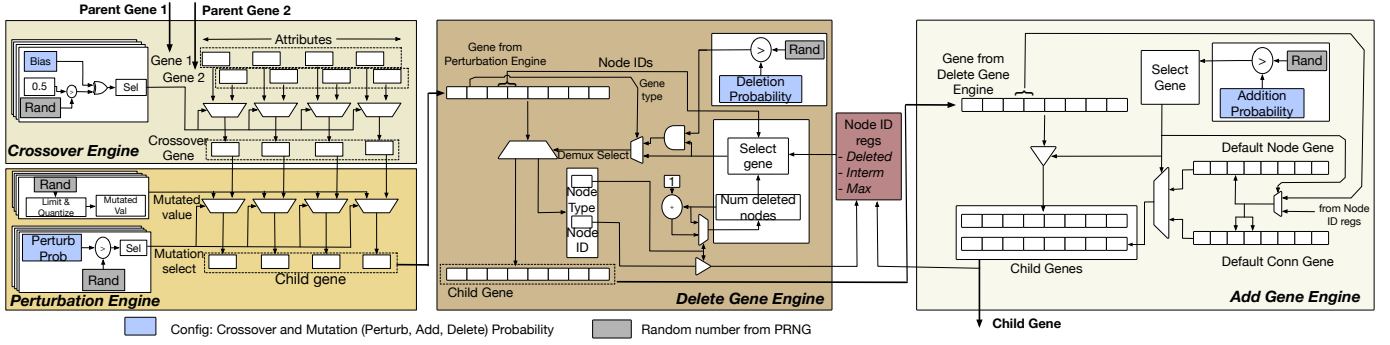 Parent Gene 1
Parent Gene 2
Attributes
Gene 1
Gene 2
Bias
0.5
>
Sel
Rand
Crossover
Gene
Crossover Engine
Rand
Limit &
Quantize
Mutated
Val
Mutated
value
Perturb
Prob
>
Sel
Rand
Mutation
select
Child gene
Perturbation Engine
Gene from
Perturbation Engine
Node IDs
Gene
type
>
Rand
Deletion
Probability
Demux Select
Select
gene
Node
Type
Node
ID
1
+
Num deleted
nodes
Child Gene
Delete Gene Engine
Node ID
regs
- Deleted
- Interm
- Max
Gene from
Delete Gene
Engine
Select
Gene
>
Rand
Addition
Probability
Default Node Gene
from Node
ID regs
Default Conn Gene
Child Genes
Add Gene Engine
Child Gene
Config: Crossover and Mutation (Perturb, Add, Delete) Probability
Random number from PRNG